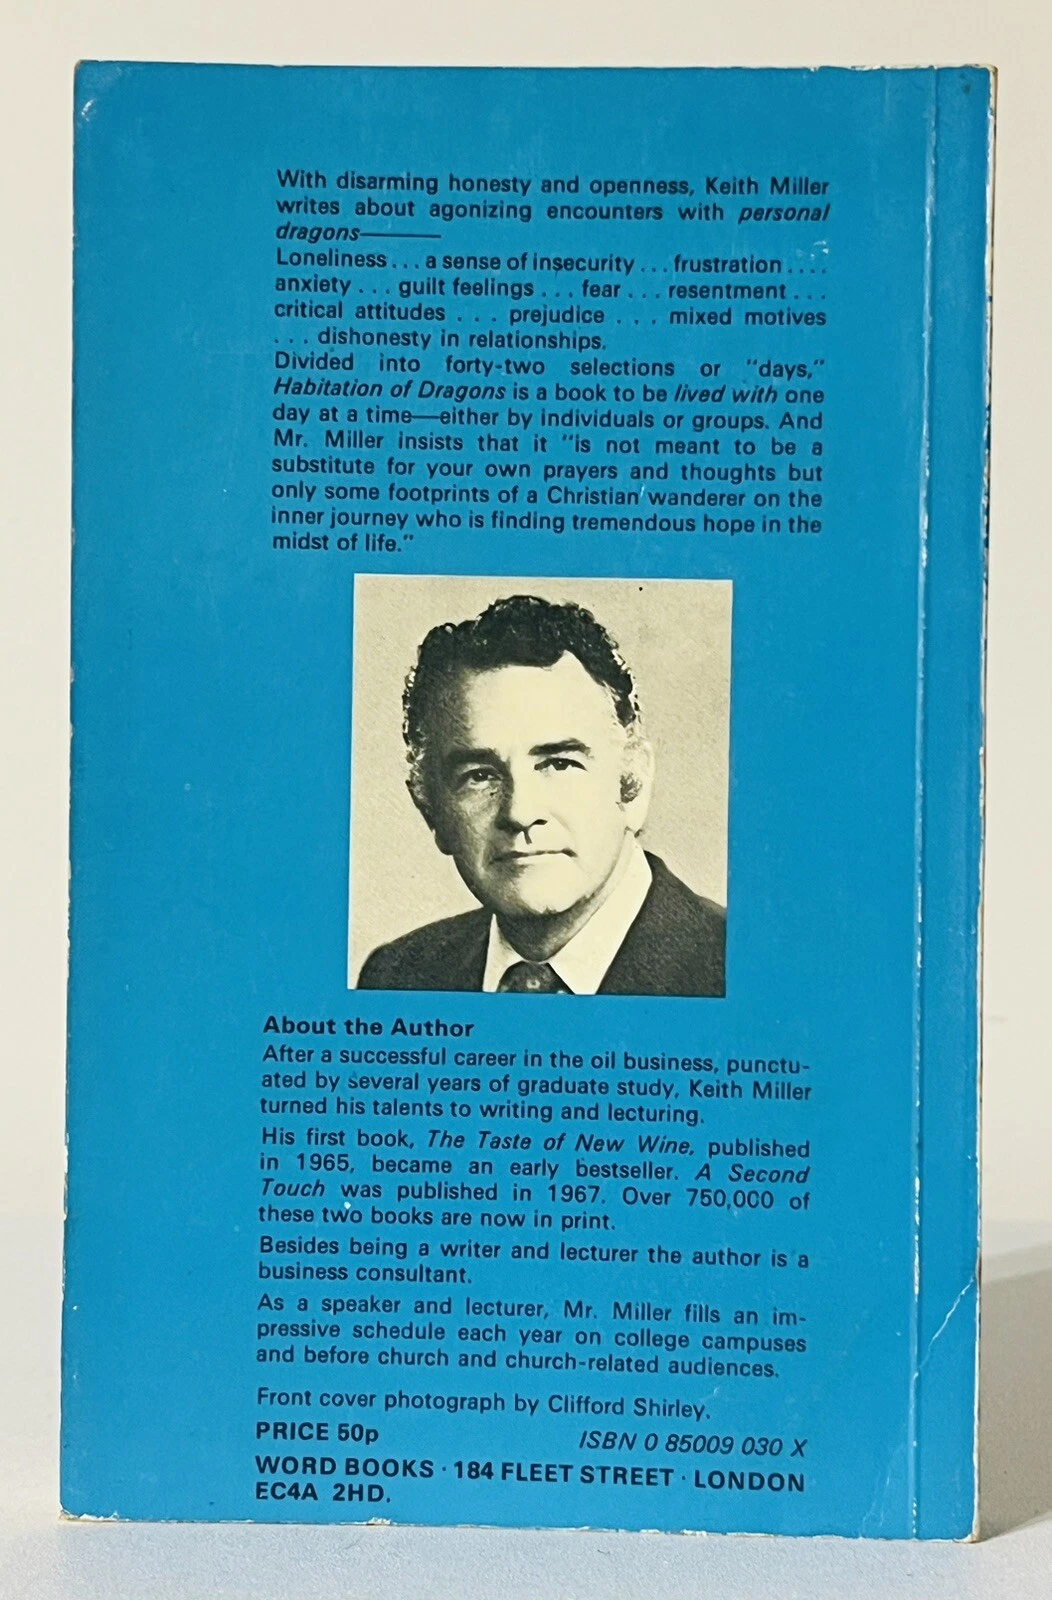 With disarming honesty and openness, Keith Miller
writes about agonizing encounters with personal
dragons———
Loneliness . . . a sense of insecurity . . . frustration . . . .
anxiety . . . guilt feelings . . . fear . . . resentment . . .
critical attitudes . . . prejudice . . . mixed motives
. . . dishonesty in relationships.
Divided into forty-two selections or "days,"
Habitation of Dragons is a book to be lived with one
day at a time—either by individuals or groups. And
Mr. Miller insists that it "is not meant to be a
substitute for your own prayers and thoughts but
only some footprints of a Christian wanderer on the
inner journey who is finding tremendous hope in the
midst of life."
About the Author
After a successful career in the oil business, punctu-
ated by several years of graduate study, Keith Miller
turned his talents to writing and lecturing.
His first book, The Taste of New Wine, published
in 1965, became an early bestseller. A Second
Touch was published in 1967. Over 750,000 of
these two books are now in print.
Besides being a writer and lecturer the author is a
business consultant.
As a speaker and lecturer, Mr. Miller fills an im-
pressive schedule each year on college campuses
and before church and church-related audiences.
Front cover photograph by Clifford Shirley.
PRICE 50p ISBN 0 85009 030 X
WORD BOOKS · 184 FLEET STREET · LONDON
EC4A 2HD.